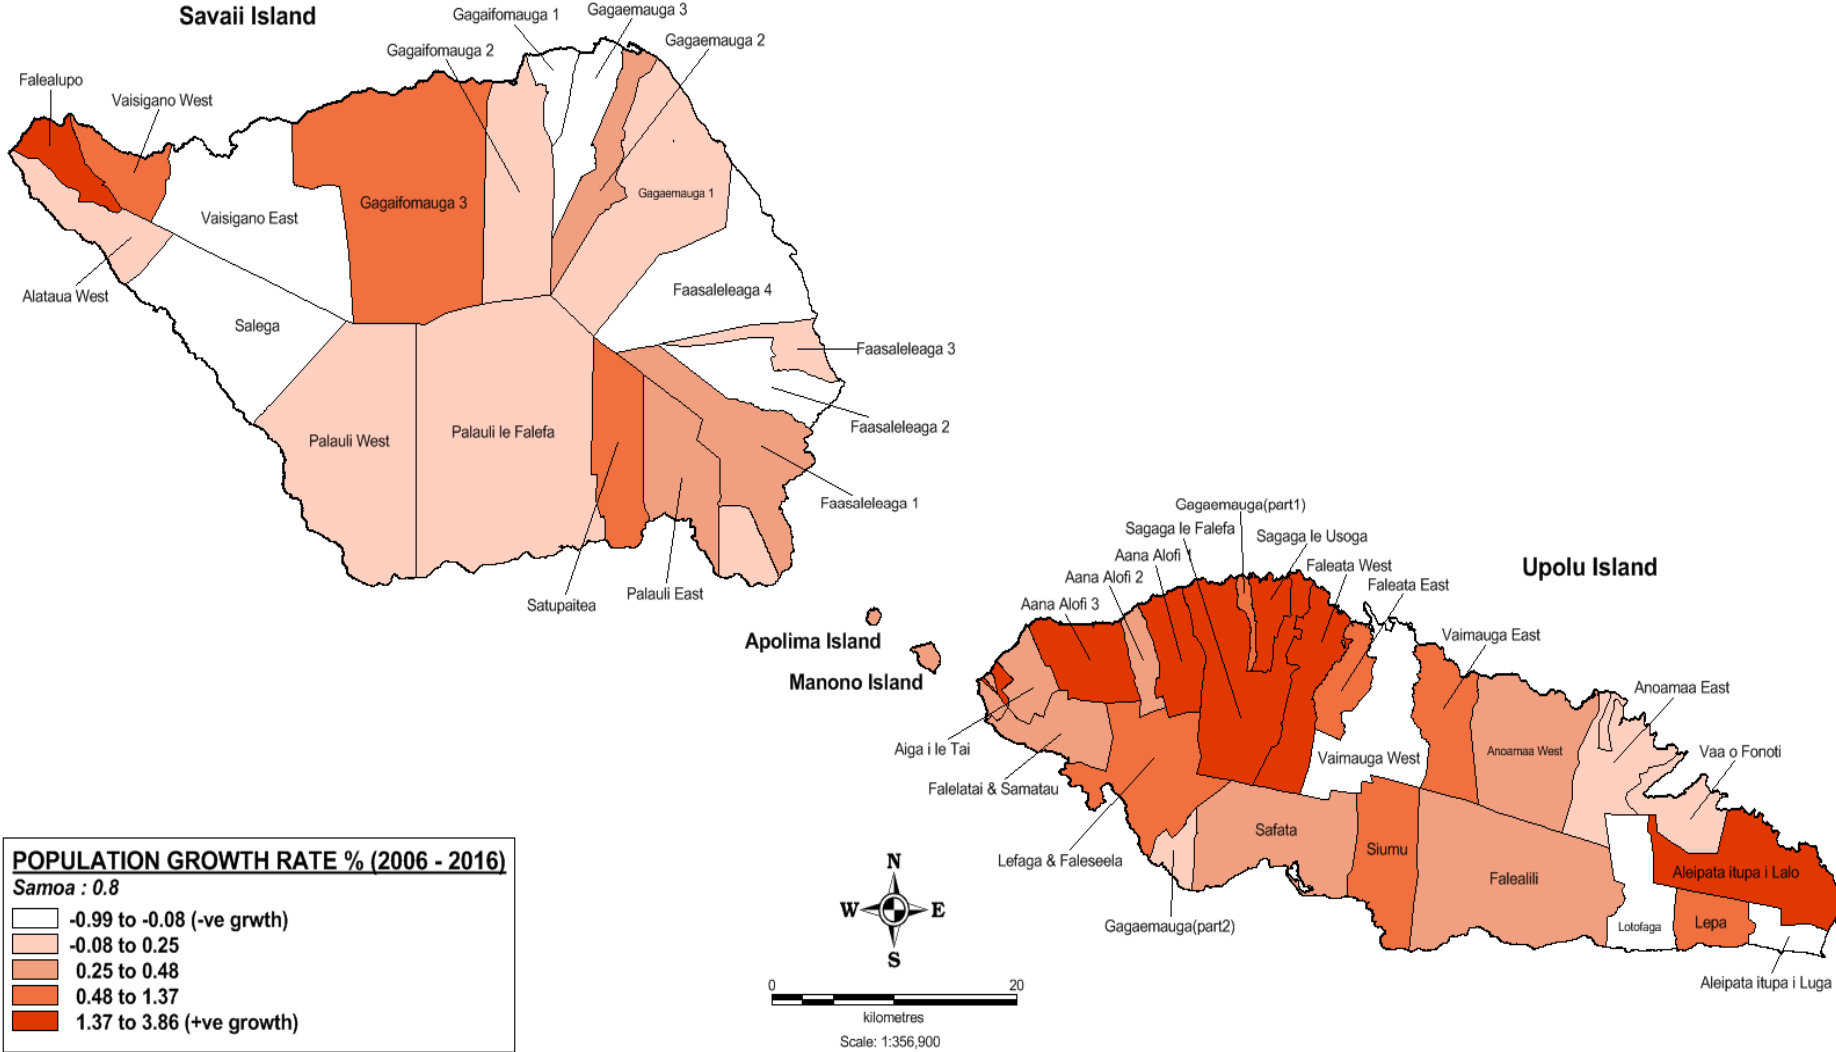 Savaii Island
Gagaifomauga 1
Gagaemauga 3
Gagaifomauga 2
Gagaemauga 2
Falealupo
Vaisigano West
Gagaemauga 1
Gagaifomauga 3
Vaisigano East
Alataua West
Faasaleleaga 4
Salega
Faasaleleaga 3
Palauli West
Palauli le Falefa
Faasaleleaga 2
Faasaleleaga 1
Satupaitea
Palauli East
Apolima Island
Manono Island
Upolu Island
Gagaemauga(part1)
Sagaga le Falefa
Sagaga le Usoga
Aana Alofi 1
Faleata West
Aana Alofi 2
Faleata East
Aana Alofi 3
Vaimauga East
Anoamaa East
Aiga i le Tai
Vaimauga West
Anoamaa West
Vaa o Fonoti
Falelatai & Samatau
Safata
Siumu
Lefaga & Faleseela
Falealili
Aleipata itupa i Lalo
Gagaemauga(part2)
Lotofaga
Lepa
Aleipata itupa i Luga
POPULATION GROWTH RATE % (2006 - 2016)
Samoa : 0.8
-0.99 to -0.08 (-ve grwth)
-0.08 to 0.25
0.25 to 0.48
0.48 to 1.37
1.37 to 3.86 (+ve growth)
N
W E
S
0 20
kilometres
Scale: 1:356,900